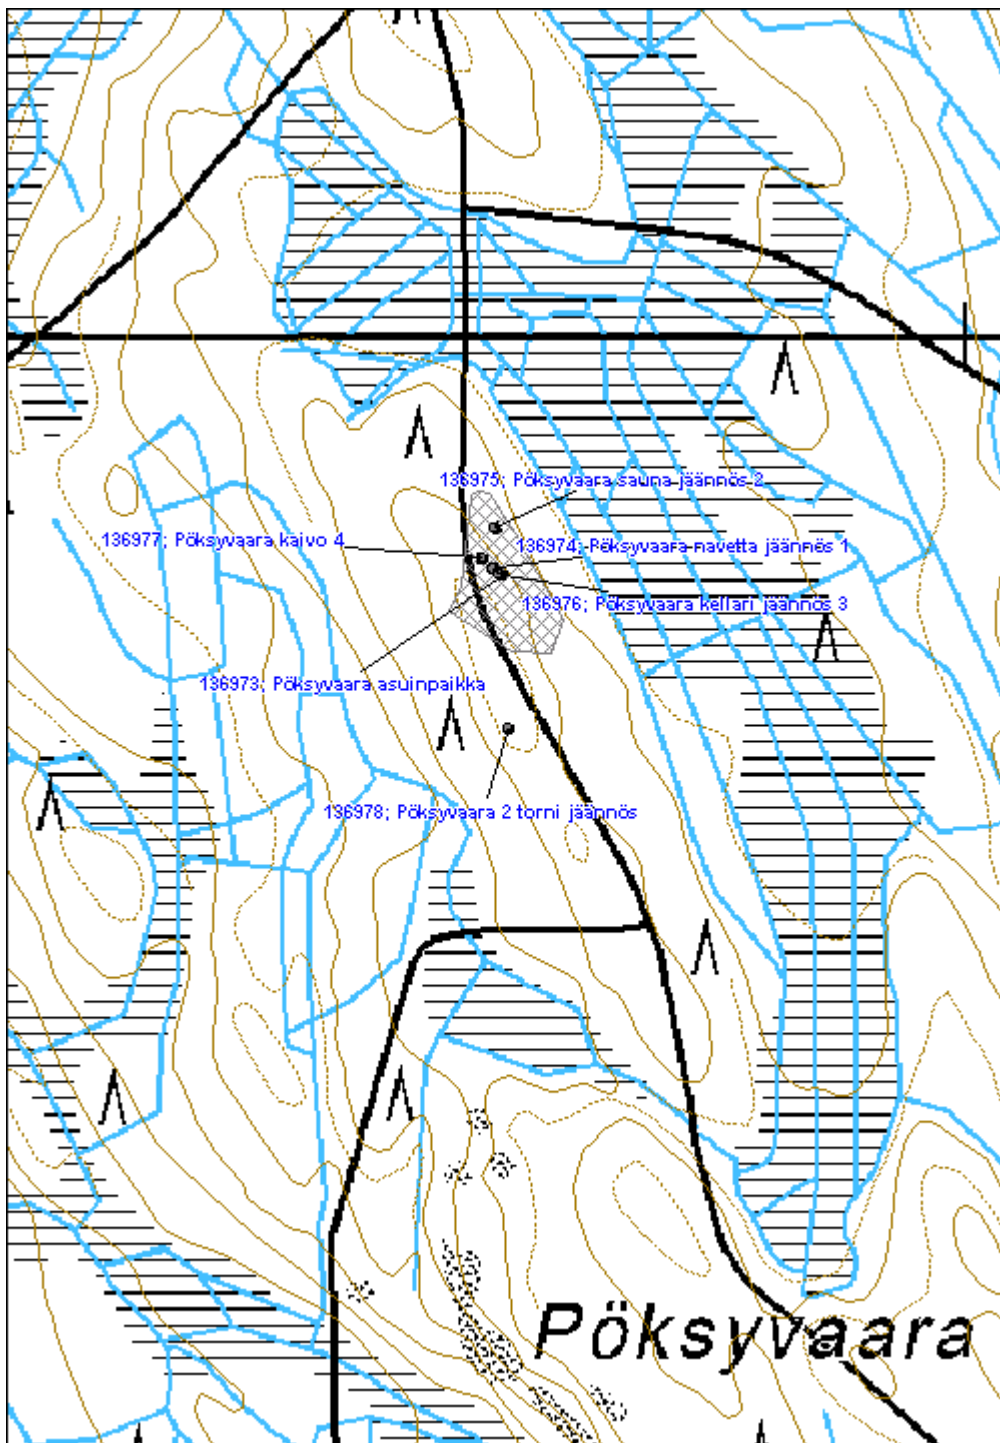 136975; Pöksyvaara sauna jäännös 2
136977; Pöksyvaara kaivo 4
136974; Pöksyvaara navetta jäännös 1
136976; Pöksyvaara kellari jäännös 3
136973; Pöksyvaara asuinpaikka
136978; Pöksyvaara 2 torni jäännös
Pöksyvaara